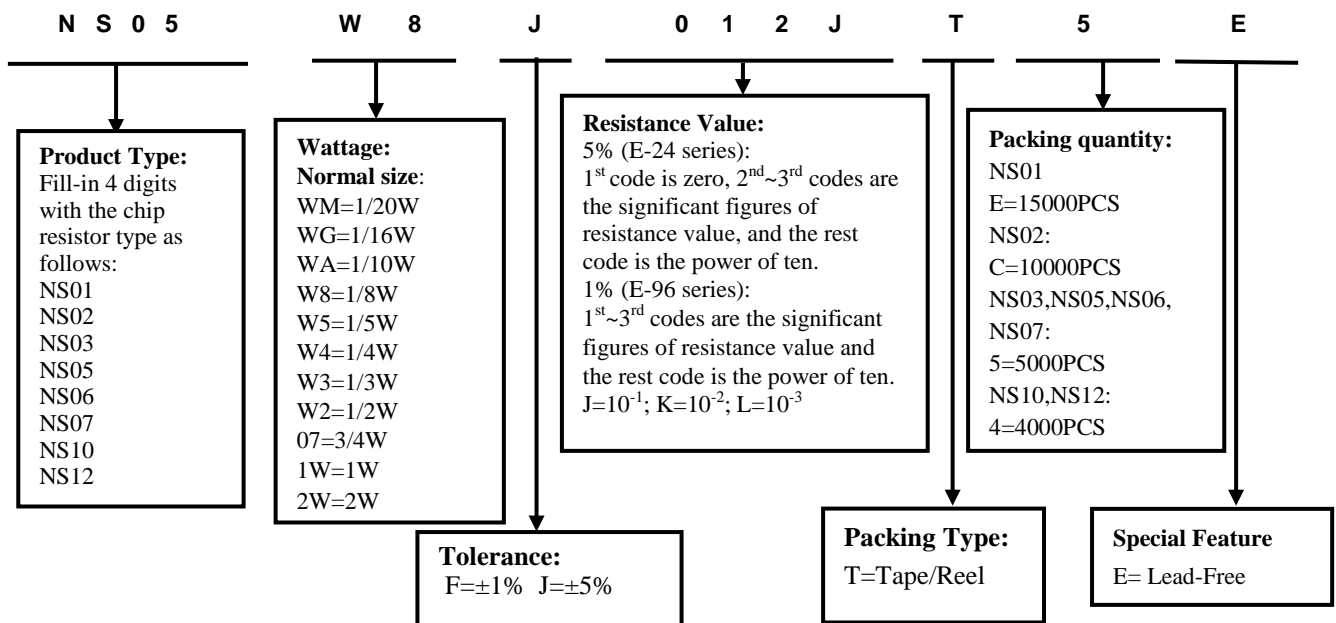 N S 0 5 W 8 J 0 1 2 J T 5 E
Product Type:
Fill-in 4 digits
with the chip
resistor type as
follows:
NS01
NS02
NS03
NS05
NS06
NS07
NS10
NS12
Wattage:
Normal size:
WM=1/20W
WG=1/16W
WA=1/10W
W8=1/8W
W5=1/5W
W4=1/4W
W3=1/3W
W2=1/2W
07=3/4W
1W=1W
2W=2W
Tolerance:
F=±1% J=±5%
Resistance Value:
5% (E-24 series):
1st code is zero, 2nd~3rd codes are
the significant figures of
resistance value, and the rest
code is the power of ten.
1% (E-96 series):
1st~3rd codes are the significant
figures of resistance value and
the rest code is the power of ten.
J=10-1; K=10-2; L=10-3
Packing Type:
T=Tape/Reel
Packing quantity:
NS01
E=15000PCS
NS02:
C=10000PCS
NS03,NS05,NS06,
NS07:
5=5000PCS
NS10,NS12:
4=4000PCS
Special Feature
E= Lead-Free